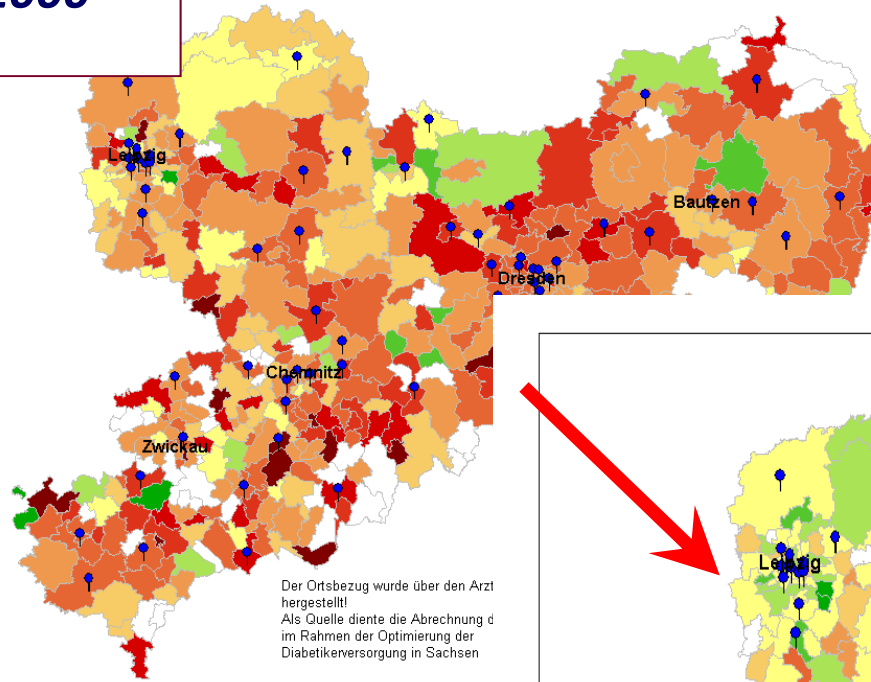 Leipzig
Bautzen
Dresden
Chemnitz
Zwickau
Der Ortsbezug wurde über den Arzt
hergestellt!
Als Quelle diente die Abrechnung d
im Rahmen der Optimierung der
Diabetikerversorgung in Sachsen
Leipzig